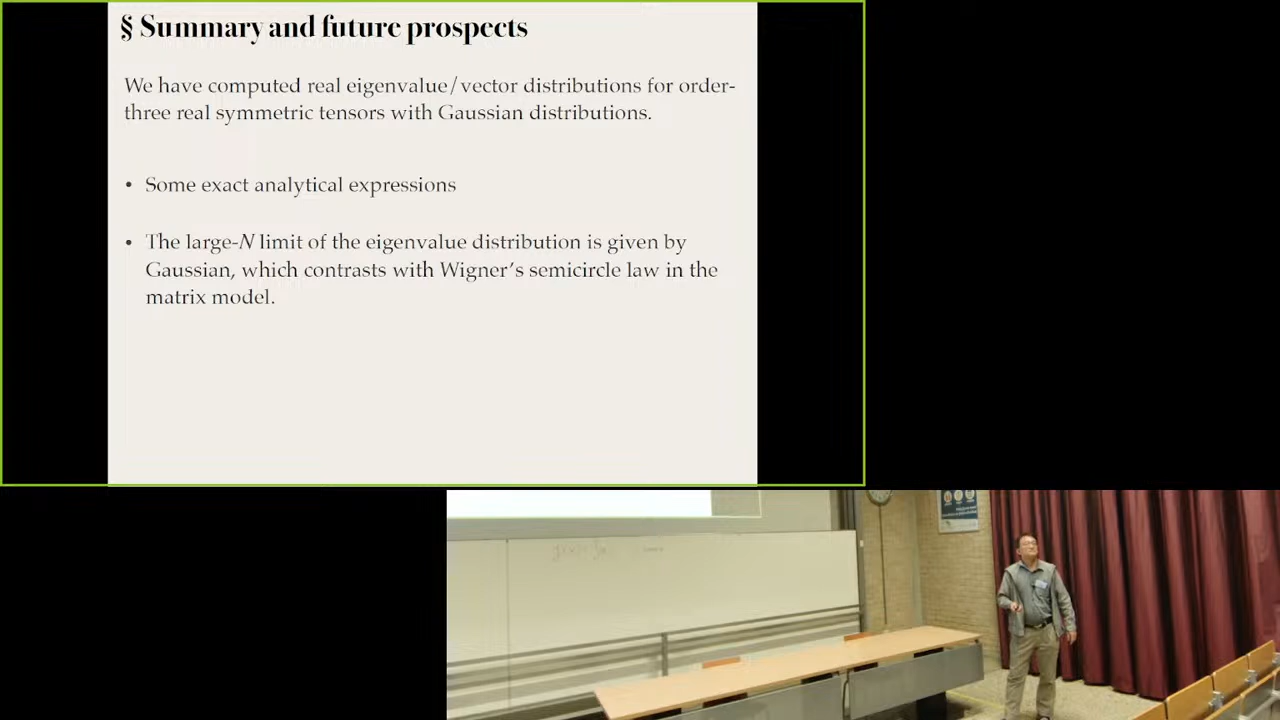 § Summary and future prospects
We have computed real eigenvalue/vector distributions for order-
three real symmetric tensors with Gaussian distributions.
• Some exact analytical expressions
• The large-N limit of the eigenvalue distribution is given by
Gaussian, which contrasts with Wigner's semicircle law in the
matrix model.